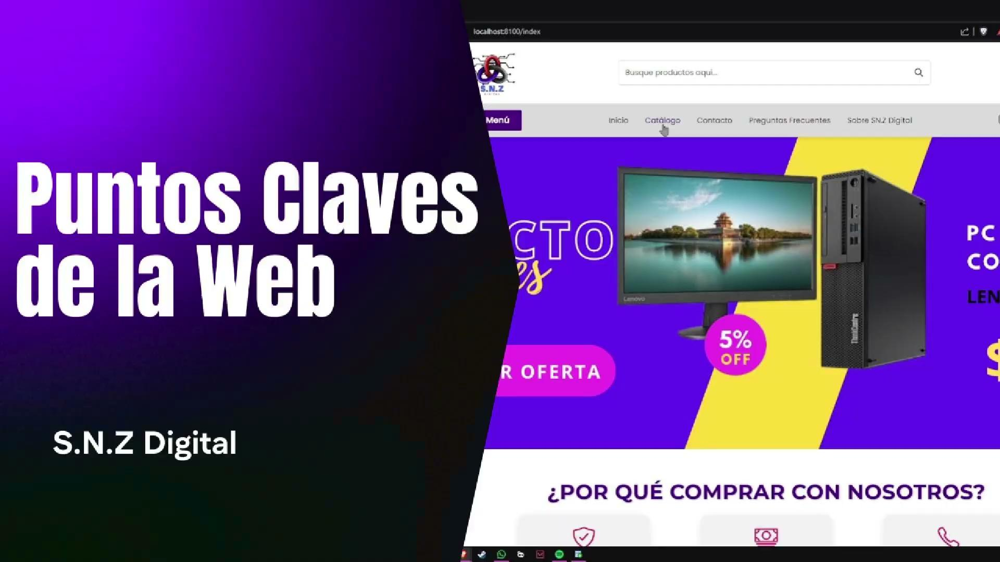 Puntos Claves
de la Web
S.N.Z Digital
localhost:8100/index
S.N.Z
Busque productos aqui...
Menú
Inicio Catálogo Contacto Preguntas Frecuentes Sobre SN.Z Digital
CTO
es
R OFERTA
Lenovo
ThinkCentre
5%
OFF
PC
CO
LEN
$
¿POR QUÉ COMPRAR CON NOSOTROS?